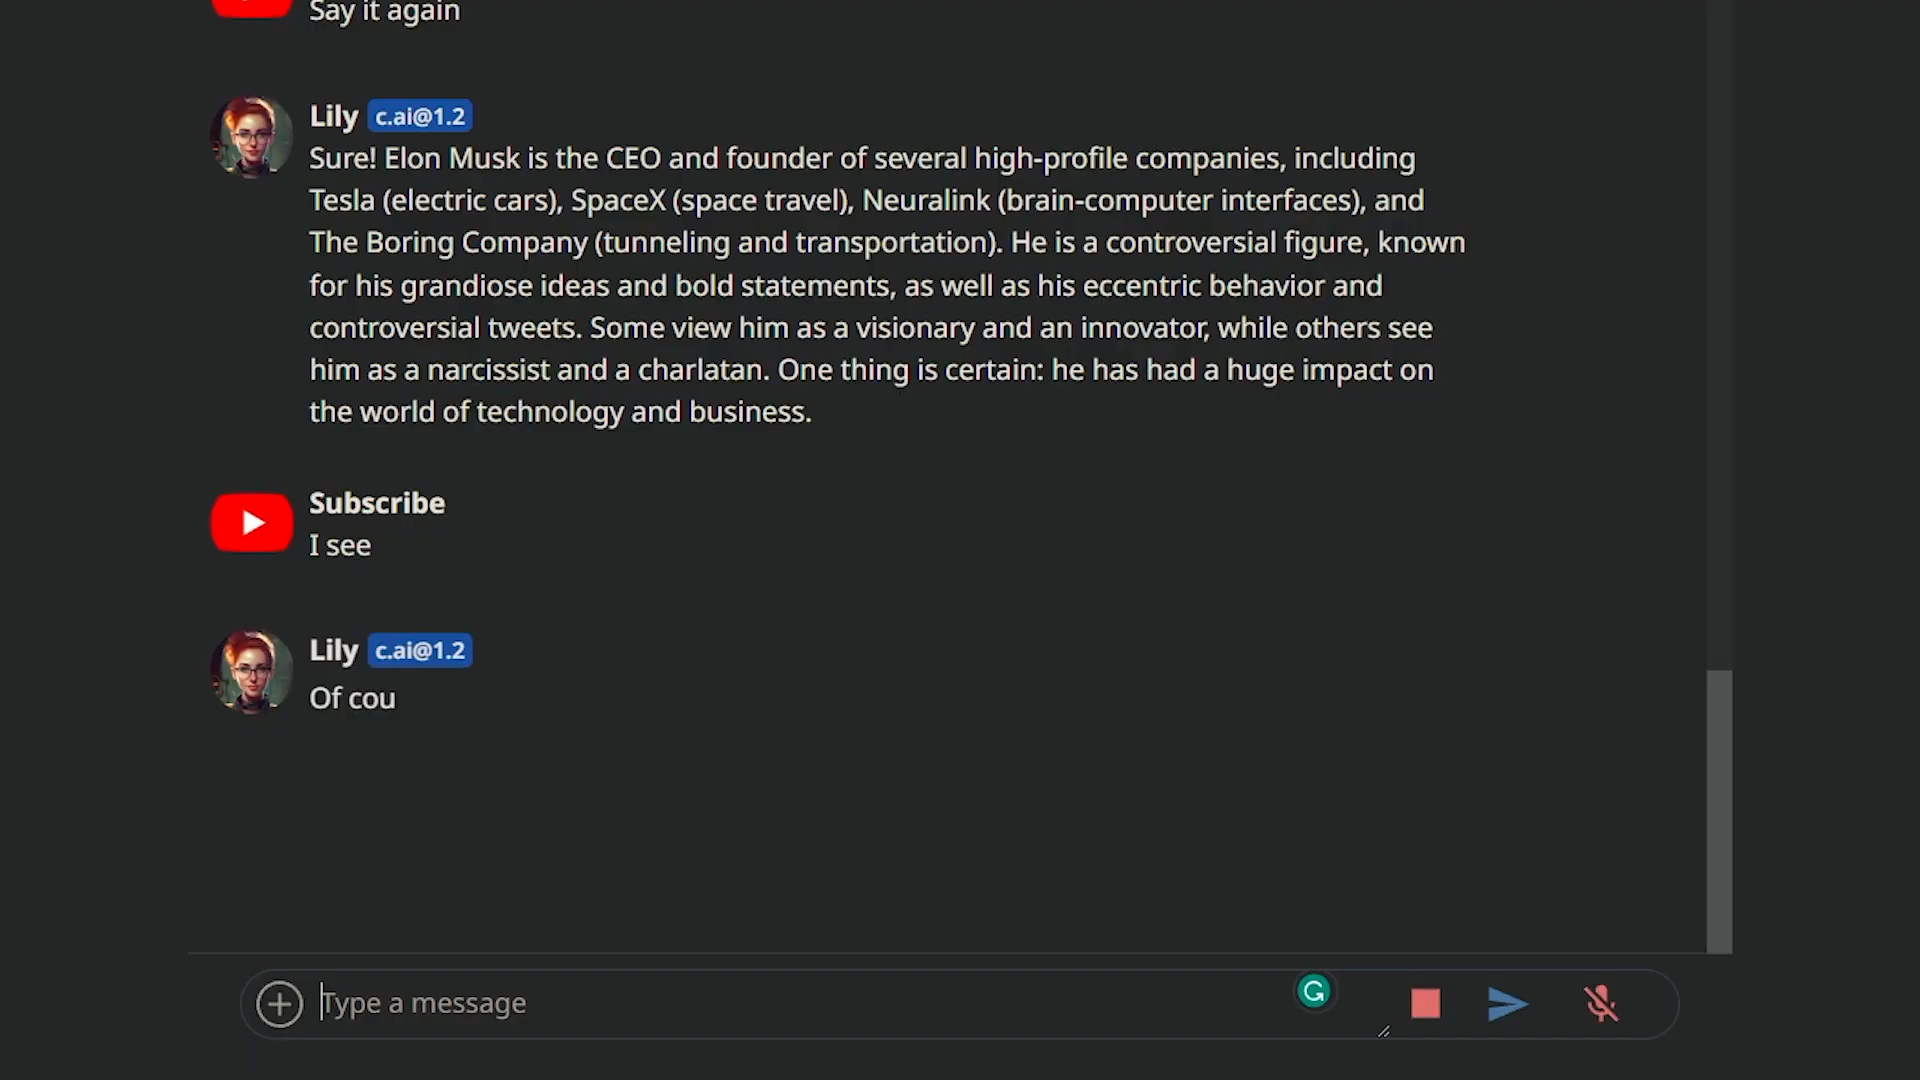 Say it again
Lily c.ai@1.2
Sure! Elon Musk is the CEO and founder of several high-profile companies, including
Tesla (electric cars), SpaceX (space travel), Neuralink (brain-computer interfaces), and
The Boring Company (tunneling and transportation). He is a controversial figure, known
for his grandiose ideas and bold statements, as well as his eccentric behavior and
controversial tweets. Some view him as a visionary and an innovator, while others see
him as a narcissist and a charlatan. One thing is certain: he has had a huge impact on
the world of technology and business.
Subscribe
I see
Lily c.ai@1.2
Of cou
Type a message